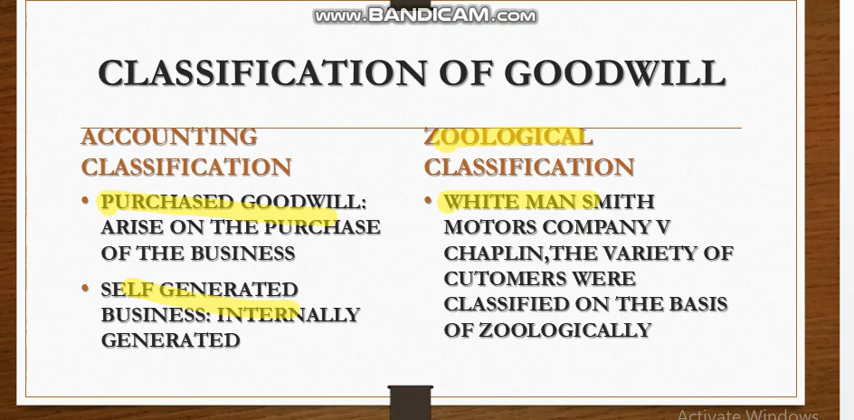 www.BANDICAM.com
CLASSIFICATION OF GOODWILL
ACCOUNTING
CLASSIFICATION
• PURCHASED GOODWILL:
ARISE ON THE PURCHASE
OF THE BUSINESS
• SELF GENERATED
BUSINESS: INTERNALLY
GENERATED
ZOOLOGICAL
CLASSIFICATION
• WHITE MAN SMITH
MOTORS COMPANY V
CHAPLIN,THE VARIETY OF
CUTOMERS WERE
CLASSIFIED ON THE BASIS
OF ZOOLOGICALLY
Activate Windows